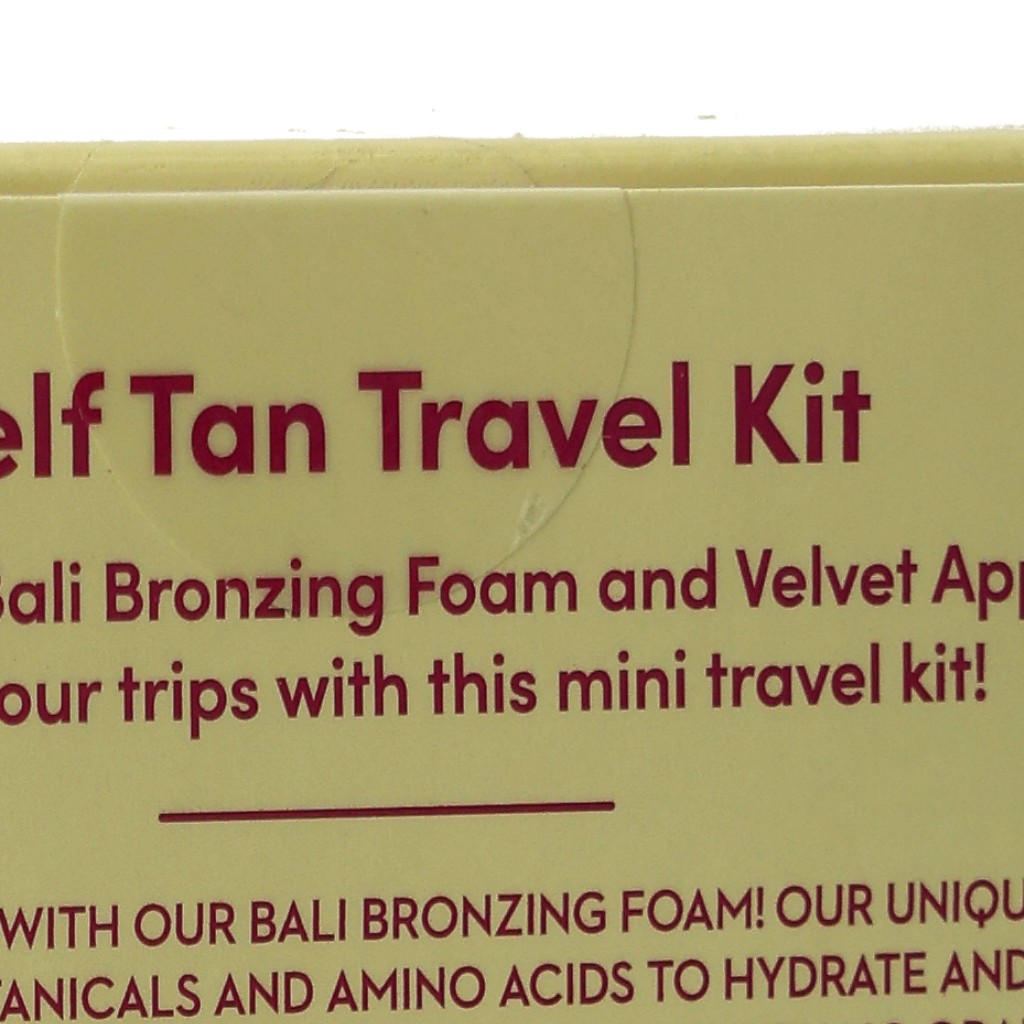 elf Tan Travel Kit
Bali Bronzing Foam and Velvet App
our trips with this mini travel kit!
WITH OUR BALI BRONZING FOAM! OUR UNIQU
TANICALS AND AMINO ACIDS TO HYDRATE AND